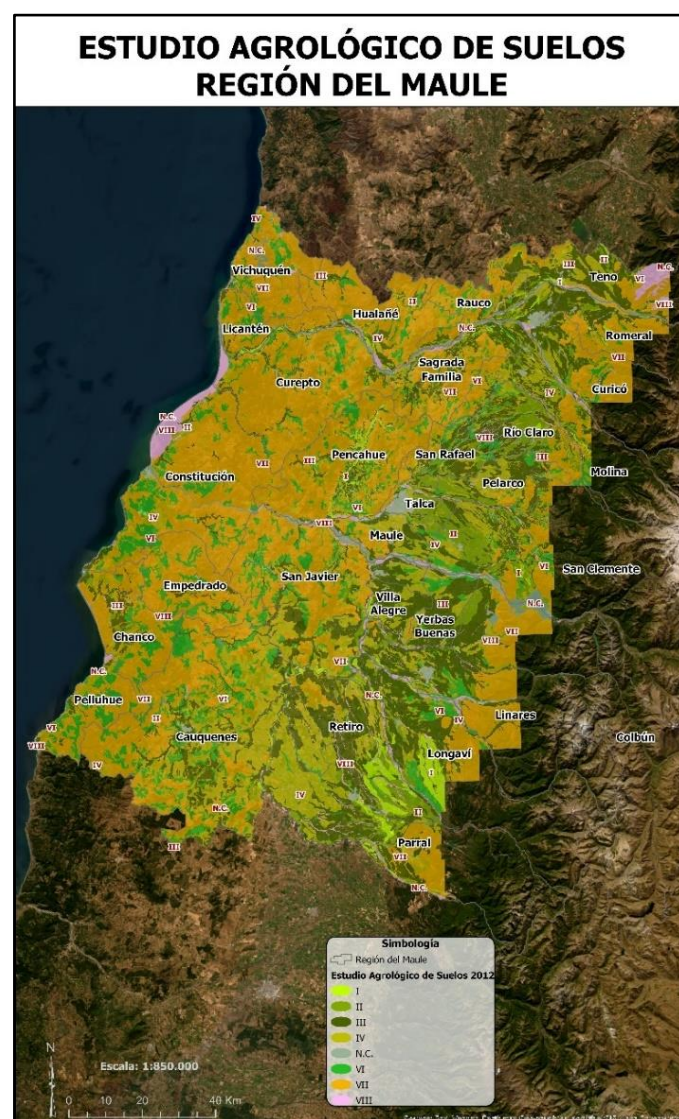 ESTUDIO AGROLÓGICO DE SUELOS
REGIÓN DEL MAULE
IV
N.C.
Vichuquén
III
VII
VI
Licantén
Hualañé
II
IV
Rauco
N.C.
III
II
I
Teno
N.C.
VI
VIII
Romeral
VII
Curicó
Sagrada
Familia
VI
VII
IV
Curepto
N.C.
VIII
II
Río Claro
VIII
III
Molina
Pencahue
San Rafael
VII
III
I
Constitución
Pelarco
VI
Talca
IV
VIII
Maule
II
IV
VI
I
VI
San Clemente
Empedrado
San Javier
Villa
Alegre
III
N.C.
III
VIII
Yerbas
Buenas
Chanco
VIII
VII
N.C.
VII
Pelluhue
VII
VI
N.C.
VI
IV
Linares
II
VI
Cauquenes
Retiro
Colbún
VIII
Longaví
IV
VIII
I
IV
N.C.
II
III
Parral
VII
N.C.
Simbología
Región del Maule
Estudio Agrológico de Suelos 2012
I
II
III
IV
N.C.
VI
VII
VIII
N
Escala: 1:850.000
0 10 20 40 Km